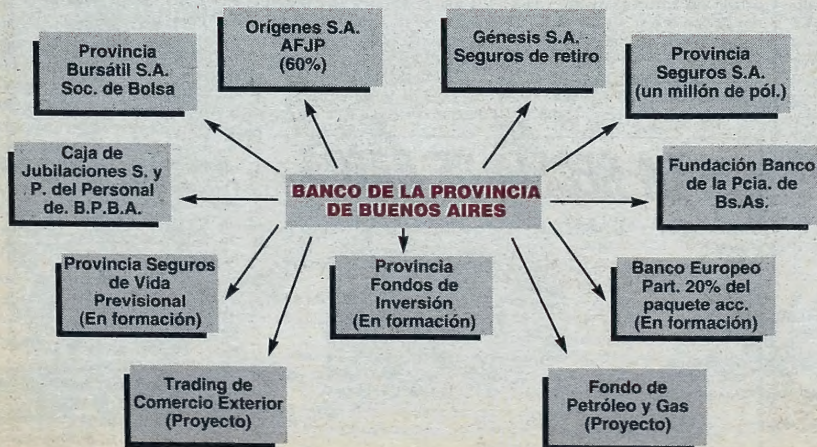 Provincia
Bursátil S.A.
Soc. de Bolsa
Orígenes S.A.
AFJP
(60%)
Génesis S.A.
Seguros de retiro
Provincia
Seguros S.A.
(un millón de pól.)
Caja de
Jubilaciones S. y
P. del Personal
de. B.P.B.A.
BANCO DE LA PROVINCIA
DE BUENOS AIRES
Fundación Banco
de la Pcia. de
Bs.As.
Provincia Seguros
de Vida
Previsional
(En formación)
Provincia
Fondos de
Inversión
(En formación)
Banco Europeo
Part. 20% del
paquete acc.
(En formación)
Trading de
Comercio Exterior
(Proyecto)
Fondo de
Petróleo y Gas
(Proyecto)